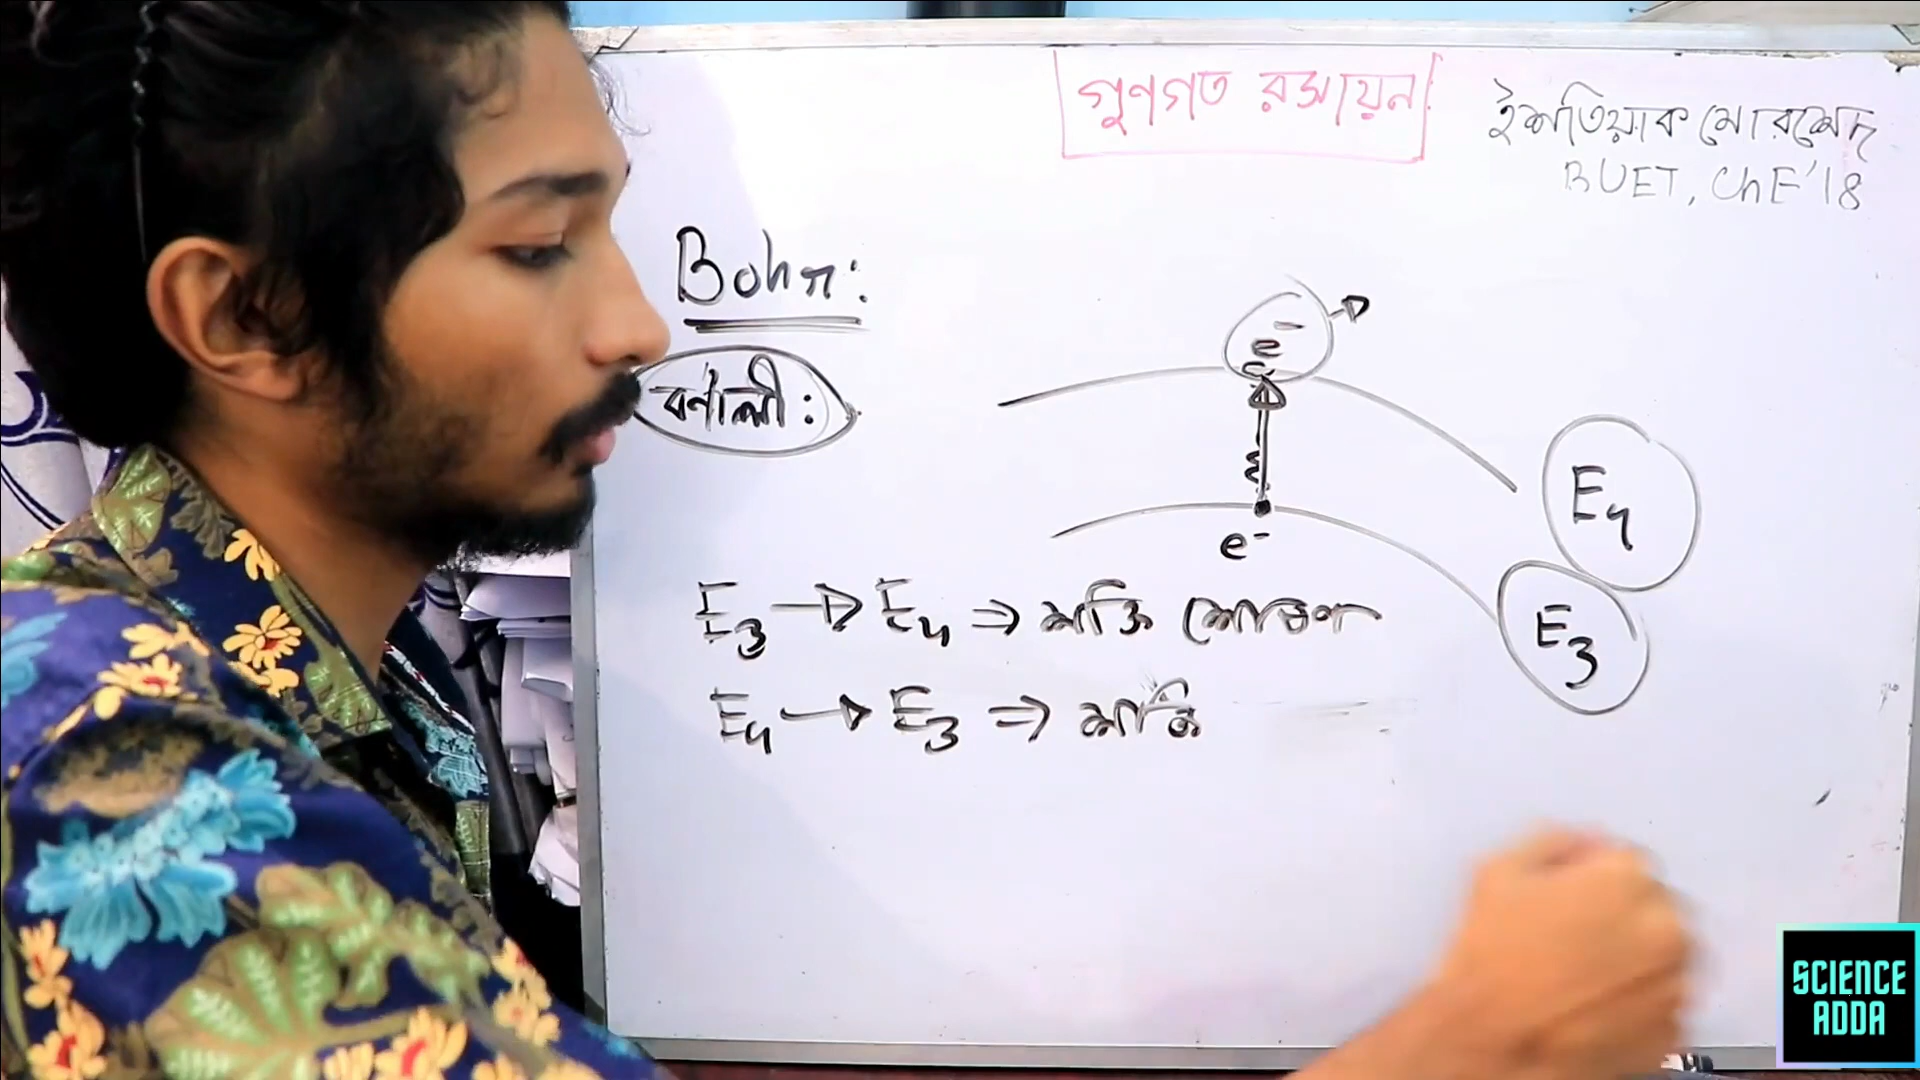 গুণগত রসায়ন
ইশতিয়াক মোরশেদ
BUET, ChE'18
Bohr:
বর্ণালী:
e⁻
e⁻
E₄
E₃
E₃ → E₄ ⇒ শক্তি শোষণ
E₄ → E₃ ⇒ শক্তি
SCIENCE
ADDA